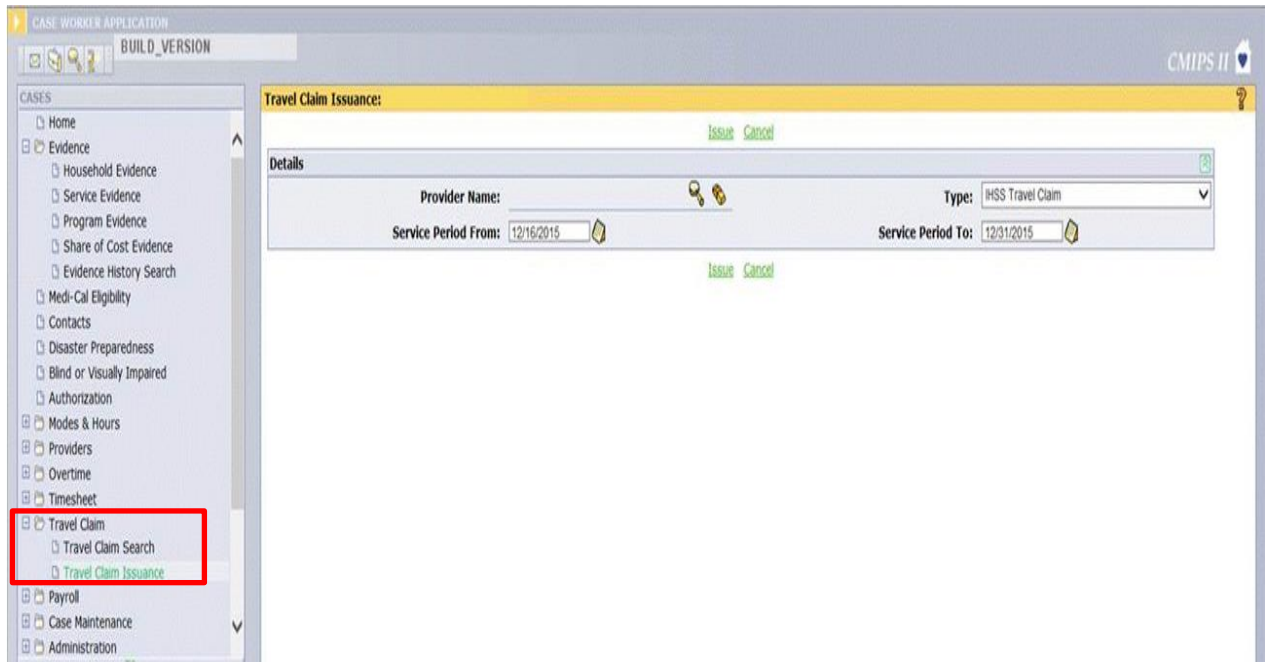 CASE WORKER APPLICATION
BUILD_VERSION
CMIPS II
CASES
Home
Evidence
Household Evidence
Service Evidence
Program Evidence
Share of Cost Evidence
Evidence History Search
Medi-Cal Eligibility
Contacts
Disaster Preparedness
Blind or Visually Impaired
Authorization
Modes & Hours
Providers
Overtime
Timesheet
Travel Claim
Travel Claim Search
Travel Claim Issuance
Payroll
Case Maintenance
Administration
Travel Claim Issuance: ?
Issue Cancel
Details
Provider Name: Type: IHSS Travel Claim
Service Period From: 12/16/2015 Service Period To: 12/31/2015
Issue Cancel